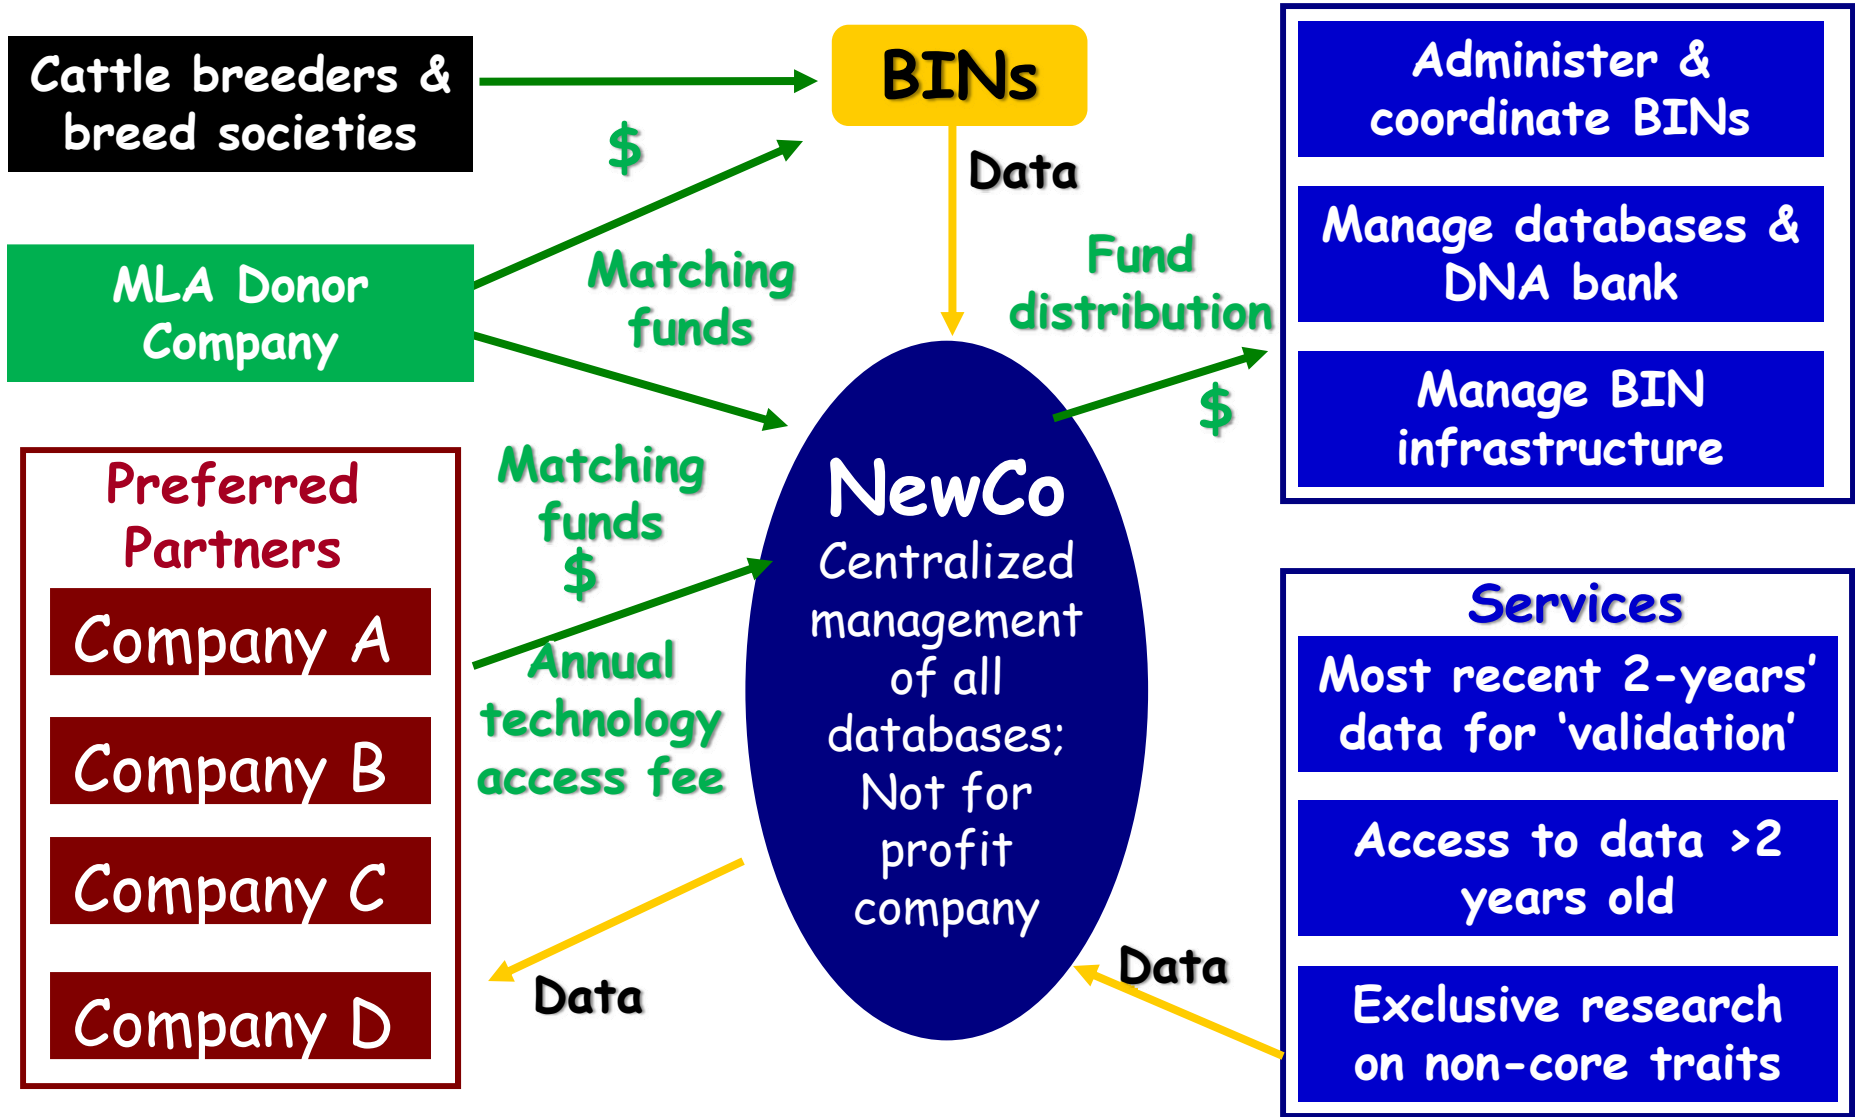 Cattle breeders &
breed societies
$
BINs
Data
Administer &
coordinate BINs
Manage databases &
DNA bank
Manage BIN
infrastructure
MLA Donor
Company
Matching
funds
Fund
distribution
$
Preferred
Partners
Company A
Company B
Company C
Company D
Matching
funds
$
Annual
technology
access fee
Data
NewCo
Centralized
management
of all
databases;
Not for
profit
company
Data
Services
Most recent 2-years’
data for ‘validation’
Access to data >2
years old
Exclusive research
on non-core traits